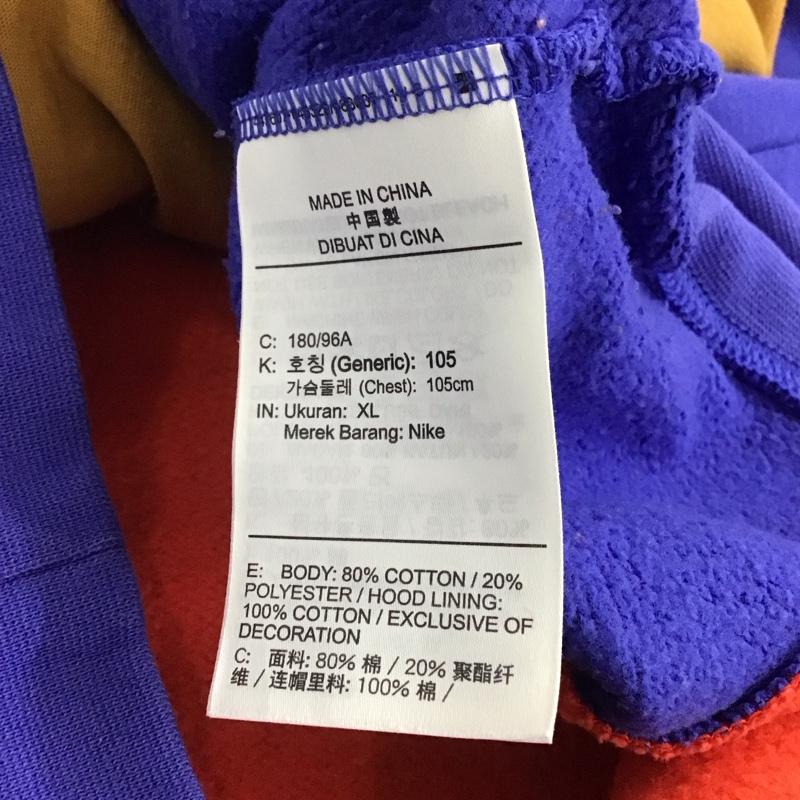 MADE IN CHINA
中国製
DIBUAT DI CINA
C: 180/96A
K: 호칭 (Generic): 105
가슴둘레 (Chest): 105cm
IN: Ukuran: XL
Merek Barang: Nike
E: BODY: 80% COTTON / 20%
POLYESTER / HOOD LINING:
100% COTTON / EXCLUSIVE OF
DECORATION
C: 面料: 80% 棉 / 20% 聚酯纤
维 / 连帽里料: 100% 棉 /